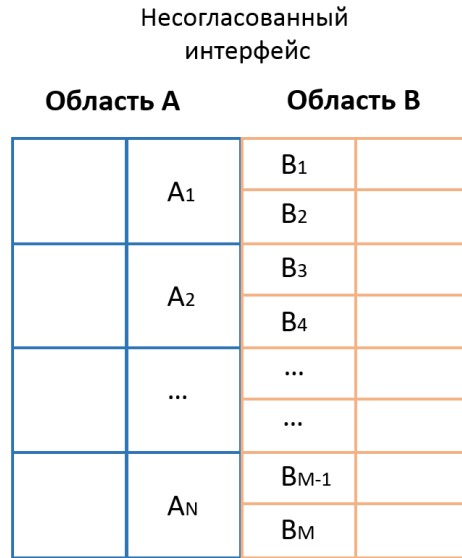 Несогласованный
интерфейс
Область A
Область B
A1
B1
B2
A2
B3
B4
...
...
...
AN
BM-1
BM